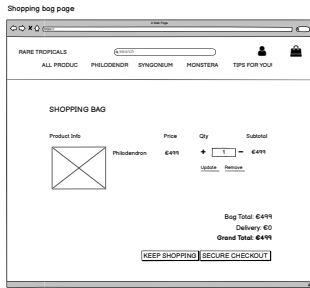 Shopping bag page
A Web Page
https://
RARE TROPICALS
search
ALL PRODUC PHILODENDR SYNGONIUM MONSTERA TIPS FOR YOU!
SHOPPING BAG
Product Info Price Qty Subtotal
Philodendron €499 + 1 - €499
Update Remove
Bag Total: €499
Delivery: €0
Grand Total: €499
KEEP SHOPPING SECURE CHECKOUT